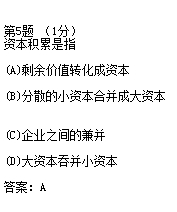 第5题 (1分)
资本积累是指
(A)剩余价值转化成资本
(B)分散的小资本合并成大资本
(C)企业之间的兼并
(D)大资本吞并小资本
答案：A